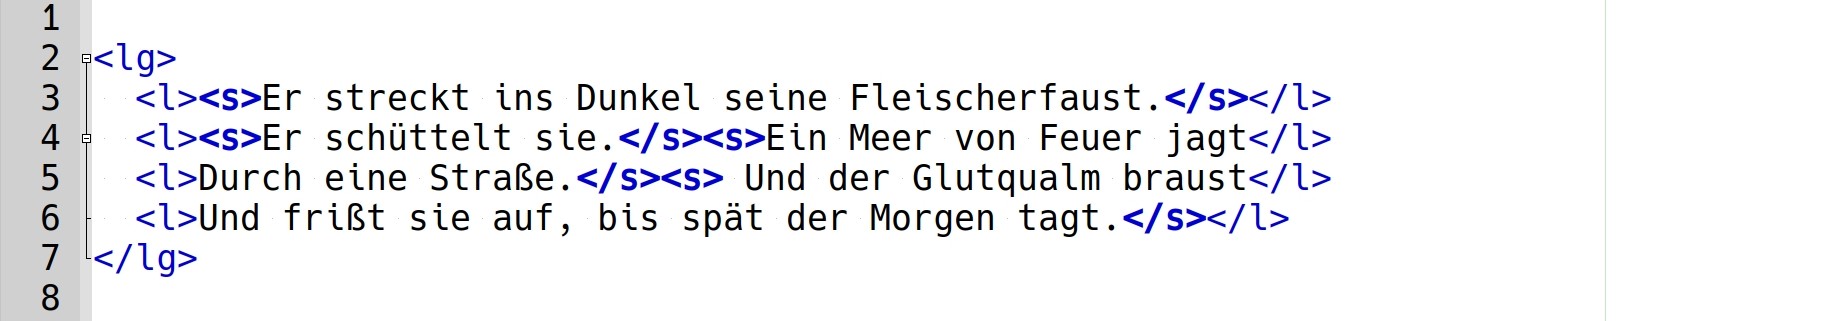 1
2 <lg>
3 <l><s>Er streckt ins Dunkel seine Fleischerfaust.</s></l>
4 <l><s>Er schüttelt sie.</s><s>Ein Meer von Feuer jagt</l>
5 <l>Durch eine Straße.</s><s> Und der Glutqualm braust</l>
6 <l>Und frißt sie auf, bis spät der Morgen tagt.</s></l>
7 </lg>
8